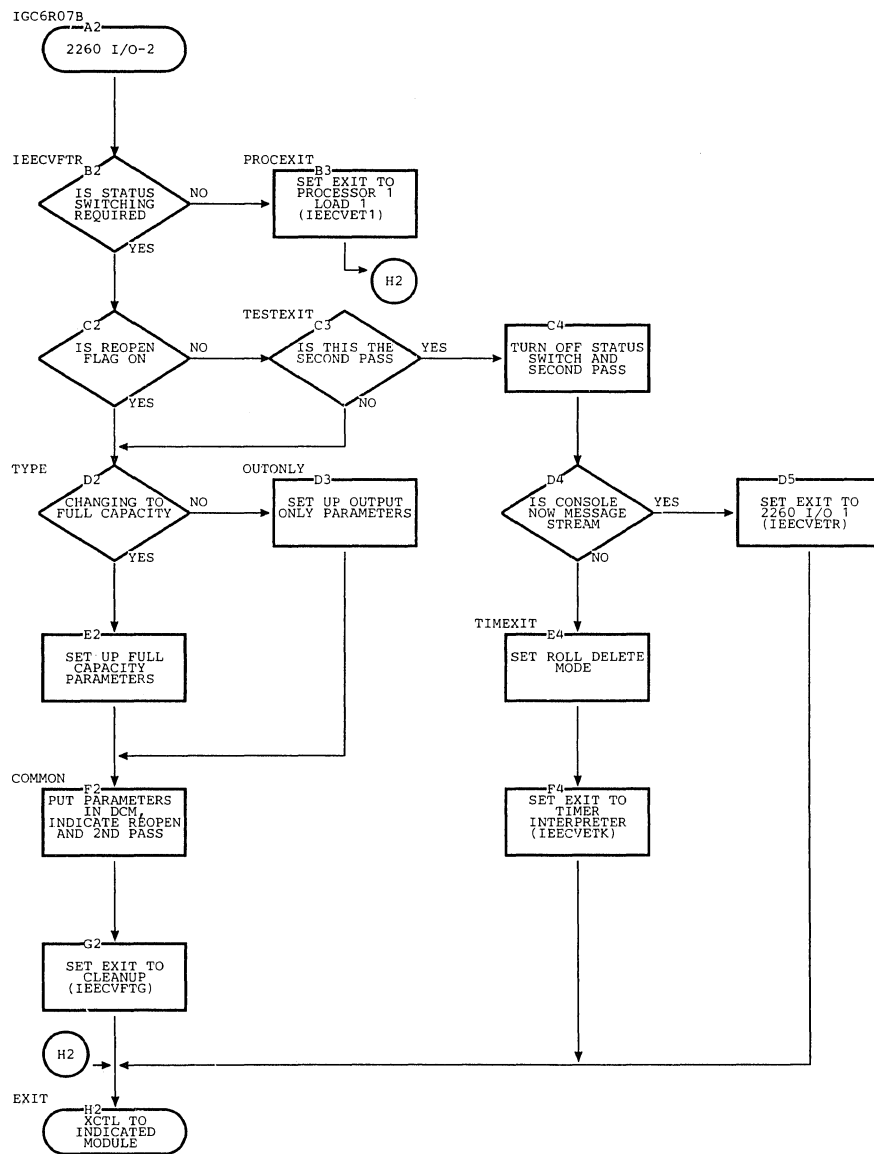 IGC6R07B
A2
2260 I/O-2
IEECVFTR
B2
IS STATUS
SWITCHING
REQUIRED
NO
YES
PROCEXIT
B3
SET EXIT TO
PROCESSOR 1
LOAD 1
(IEECVET1)
H2
C2
IS REOPEN
FLAG ON
NO
YES
TESTEXIT
C3
IS THIS THE
SECOND PASS
YES
NO
C4
TURN OFF STATUS
SWITCH AND
SECOND PASS
TYPE
D2
CHANGING TO
FULL CAPACITY
NO
YES
OUTONLY
D3
SET UP OUTPUT
ONLY PARAMETERS
D4
IS CONSOLE
NOW MESSAGE
STREAM
YES
NO
D5
SET EXIT TO
2260 I/O 1
(IEECVETR)
E2
SET UP FULL
CAPACITY
PARAMETERS
TIMEXIT
E4
SET ROLL DELETE
MODE
COMMON
F2
PUT PARAMETERS
IN DCM,
INDICATE REOPEN
AND 2ND PASS
F4
SET EXIT TO
TIMER
INTERPRETER
(IEECVETK)
G2
SET EXIT TO
CLEANUP
(IEECVFTG)
H2
EXIT
H2
XCTL TO
INDICATED
MODULE